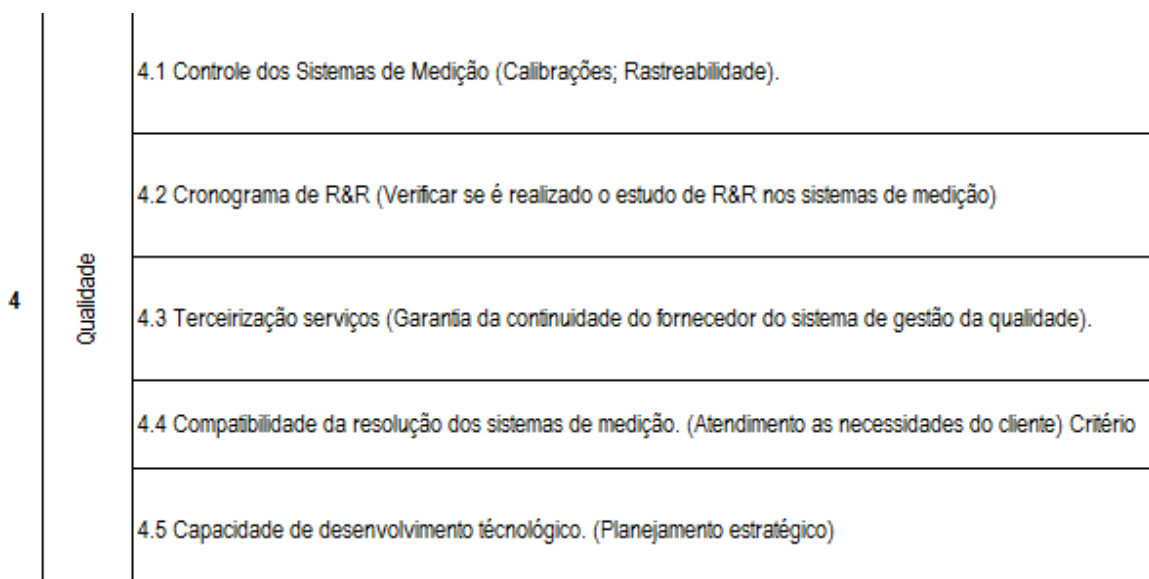 4
Qualidade
4.1 Controle dos Sistemas de Medição (Calibrações; Rastreabilidade).
4.2 Cronograma de R&R (Verificar se é realizado o estudo de R&R nos sistemas de medição)
4.3 Terceirização serviços (Garantia da continuidade do fornecedor do sistema de gestão da qualidade).
4.4 Compatibilidade da resolução dos sistemas de medição. (Atendimento as necessidades do cliente) Critério
4.5 Capacidade de desenvolvimento técnológico. (Planejamento estratégico)